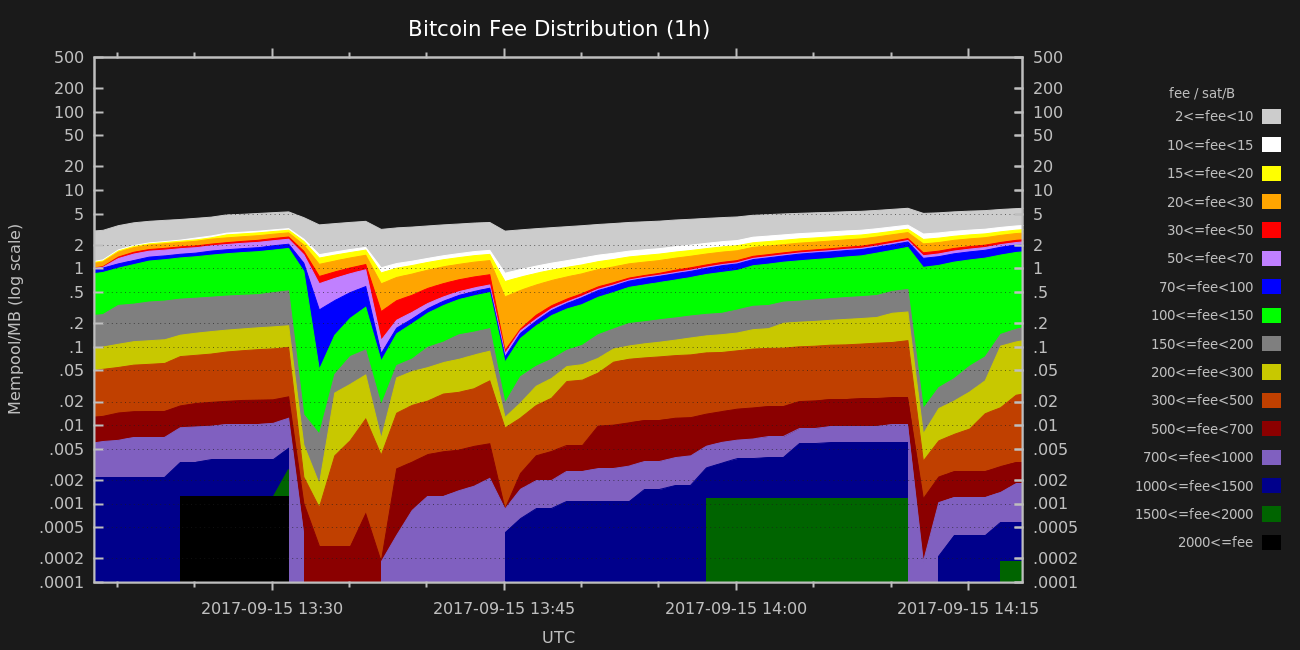 Bitcoin Fee Distribution (1h)
500 500
200 200
100 100
50 50
20 20
10 10
5 5
2 2
1 1
.5 .5
.2 .2
.1 .1
.05 .05
.02 .02
.01 .01
.005 .005
.002 .002
.001 .001
.0005 .0005
.0002 .0002
.0001 .0001
Mempool/MB (log scale)
2017-09-15 13:30 2017-09-15 13:45 2017-09-15 14:00 2017-09-15 14:15
UTC
fee / sat/B
2<=fee<10
10<=fee<15
15<=fee<20
20<=fee<30
30<=fee<50
50<=fee<70
70<=fee<100
100<=fee<150
150<=fee<200
200<=fee<300
300<=fee<500
500<=fee<700
700<=fee<1000
1000<=fee<1500
1500<=fee<2000
2000<=fee